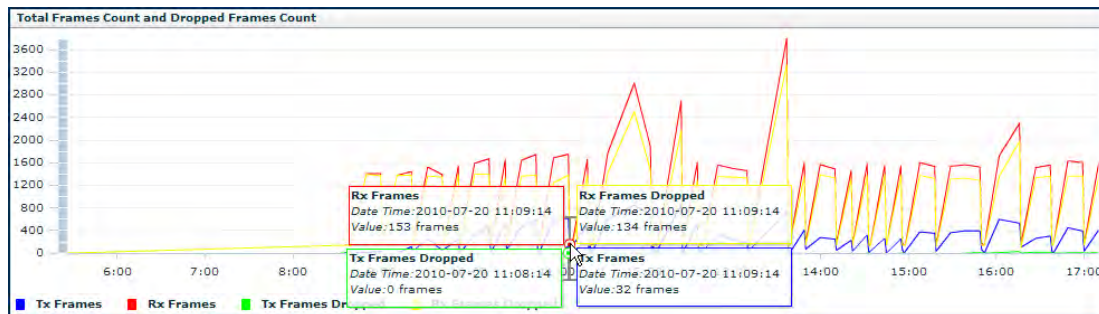 Total Frames Count and Dropped Frames Count
3600
3200
2800
2400
2000
1600
1200
800
400
0
Rx Frames
Date Time:2010-07-20 11:09:14
Value:153 frames
Rx Frames Dropped
Date Time:2010-07-20 11:09:14
Value:134 frames
Tx Frames Dropped
Date Time:2010-07-20 11:08:14
Value:0 frames
Tx Frames
Date Time:2010-07-20 11:09:14
Value:32 frames
6:00 7:00 8:00 14:00 15:00 16:00 17:00
Tx Frames Rx Frames Tx Frames Dropped Rx Frames Dropped